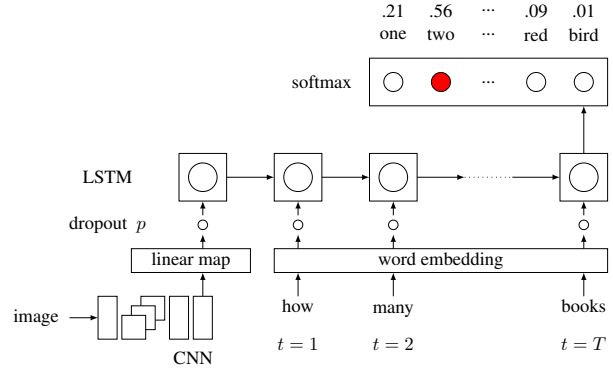 .21 .56 ··· .09 .01
one two ··· red bird
softmax
LSTM
dropout p
linear map word embedding
image how many books
CNN t = 1 t = 2 t = T